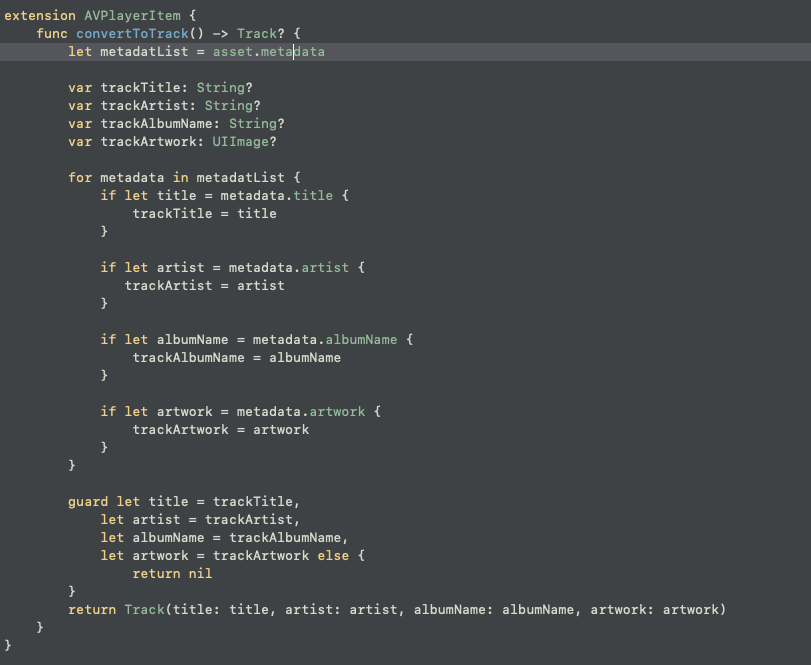 extension AVPlayerItem {
    func convertToTrack() -> Track? {
        let metadatList = asset.metadata
        var trackTitle: String?
        var trackArtist: String?
        var trackAlbumName: String?
        var trackArtwork: UIImage?
        for metadata in metadatList {
            if let title = metadata.title {
                trackTitle = title
            }
            if let artist = metadata.artist {
               trackArtist = artist
            }
            if let albumName = metadata.albumName {
                trackAlbumName = albumName
            }
            if let artwork = metadata.artwork {
                trackArtwork = artwork
            }
        }
        guard let title = trackTitle,
            let artist = trackArtist,
            let albumName = trackAlbumName,
            let artwork = trackArtwork else {
                return nil
        }
        return Track(title: title, artist: artist, albumName: albumName, artwork: artwork)
    }
}